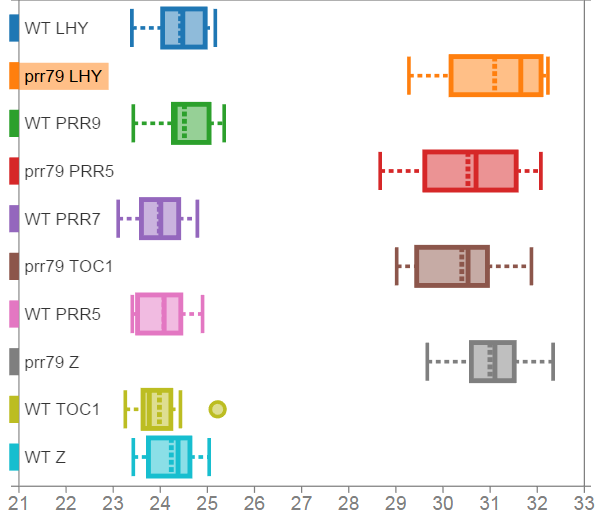 WT LHY
prr79 LHY
WT PRR9
prr79 PRR5
WT PRR7
prr79 TOC1
WT PRR5
prr79 Z
WT TOC1
WT Z
21 22 23 24 25 26 27 28 29 30 31 32 33